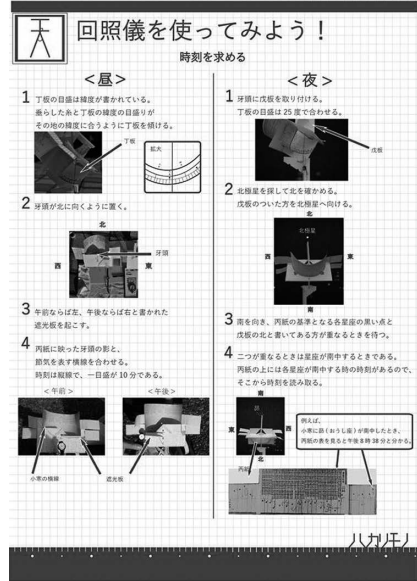 天
回照儀を使ってみよう!
時刻を求める
<昼>
1 丁板の目盛は緯度が書かれている。
垂らした糸と丁板の緯度の目盛りが
その地の緯度に合うように丁板を傾ける。
丁板
拡大
2 牙頭が北に向くように置く。
北
牙頭
西
東
3 午前ならば左、午後ならば右と書かれた
遮光板を起こす。
4 丙紙に映った牙頭の影と、
節気を表す横線を合わせる。
時刻は縦線で、一目盛が10分である。
<午前>
<午後>
小寒の横線
遮光板
<夜>
1 牙頭に戊板を取り付ける。
丁板の目盛は25度で合わせる。
戊板
2 北極星を探して北を確かめる。
戊板のついた方を北極星へ向ける。
北
北極星
西
東
南
3 南を向き、丙紙の基準となる各星座の黒い点と
戊板の北と書いてある方が重なるときを待つ。
4 二つが重なるときは星座が南中するときである。
丙紙の上には各星座が南中する時の時刻があるので、
そこから時刻を読み取る。
南
昴
東
西
北
丙紙
例えば、
小寒に昴(おうし座)が南中したとき、
丙紙の表を見ると午後8時38分と分かる。
ハカリモノ